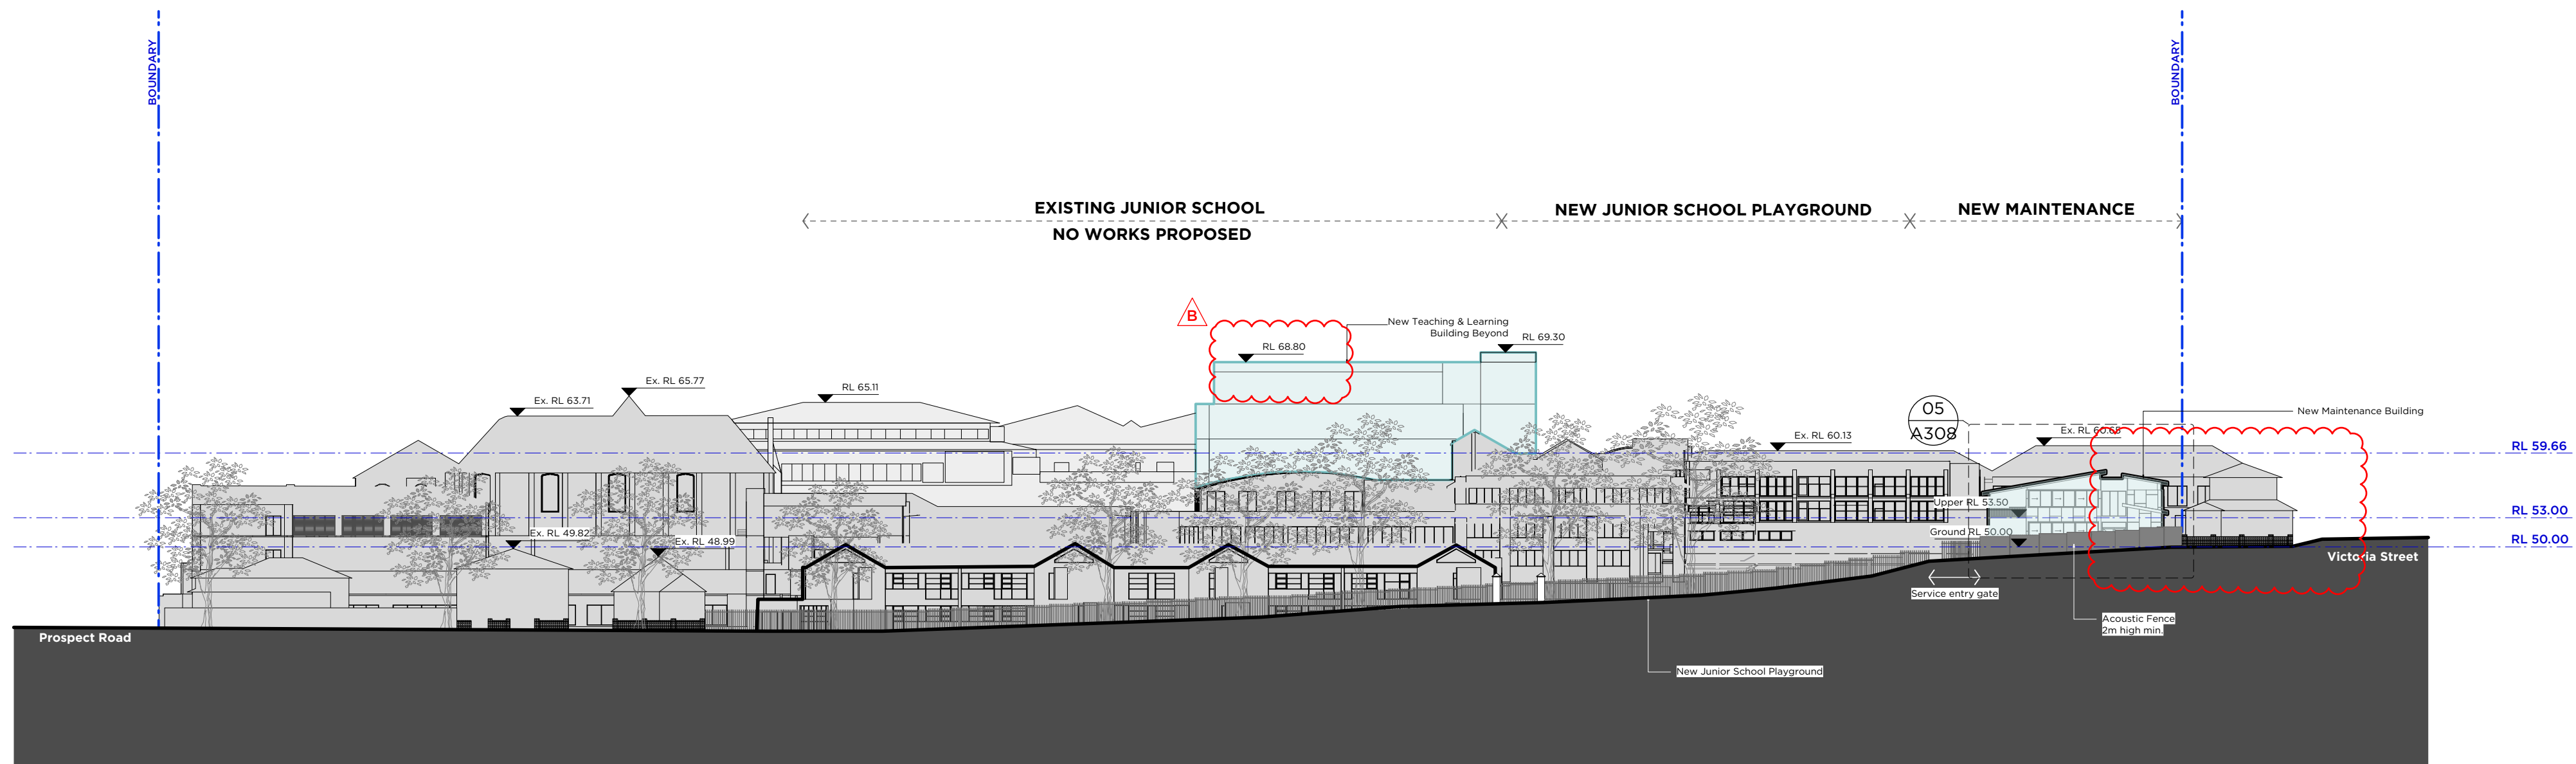 BOUNDARY
BOUNDARY
EXISTING JUNIOR SCHOOL
NO WORKS PROPOSED
NEW JUNIOR SCHOOL PLAYGROUND
NEW MAINTENANCE
B
New Teaching & Learning
Building Beyond
RL 68.80
RL 69.30
Ex. RL 65.77
RL 65.11
Ex. RL 63.71
05
A308
New Maintenance Building
Ex. RL 60.13
Ex. RL 60.65
RL 59.66
Upper RL 53.50
RL 53.00
Ex. RL 49.82
Ex. RL 48.99
Ground RL 50.00
RL 50.00
Victoria Street
Service entry gate
Acoustic Fence
2m high min.
Prospect Road
New Junior School Playground